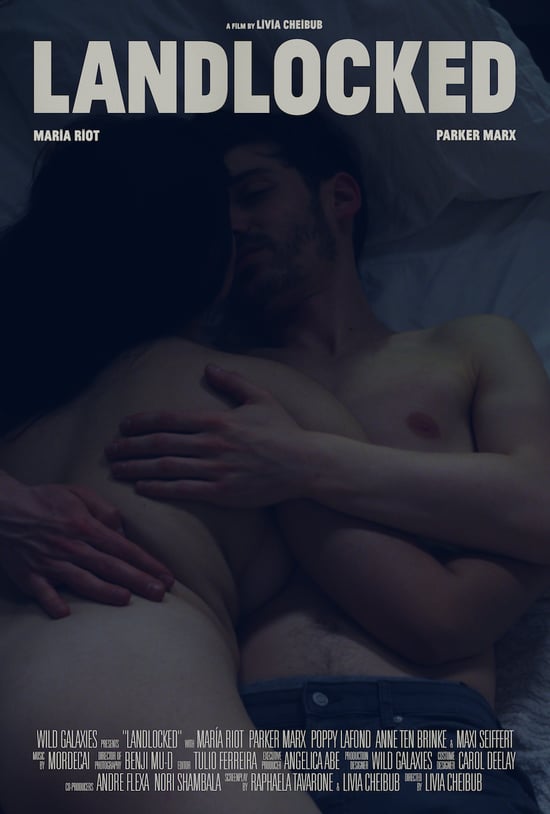 A FILM BY LÍVIA CHEIBUB
LANDLOCKED
MARÍA RIOT PARKER MARX
WILD GALAXIES PRESENTS "LANDLOCKED" WITH MARÍA RIOT PARKER MARX POPPY LAFOND ANNE TEN BRINKE & MAXI SEIFFERT
MUSIC BY MORDECAI DIRECTOR OF PHOTOGRAPHY BENJI MU-D EDITOR TULIO FERREIRA EXECUTIVE PRODUCER ANGELICA ABE PRODUCTION DESIGNER WILD GALAXIES COSTUME DESIGNER CAROL DEELAY
CO-PRODUCERS ANDRE FLEXA NORI SHAMBALA SCREENPLAY BY RAPHAELA TAVARONE & LIVIA CHEIBUB DIRECTED BY LIVIA CHEIBUB